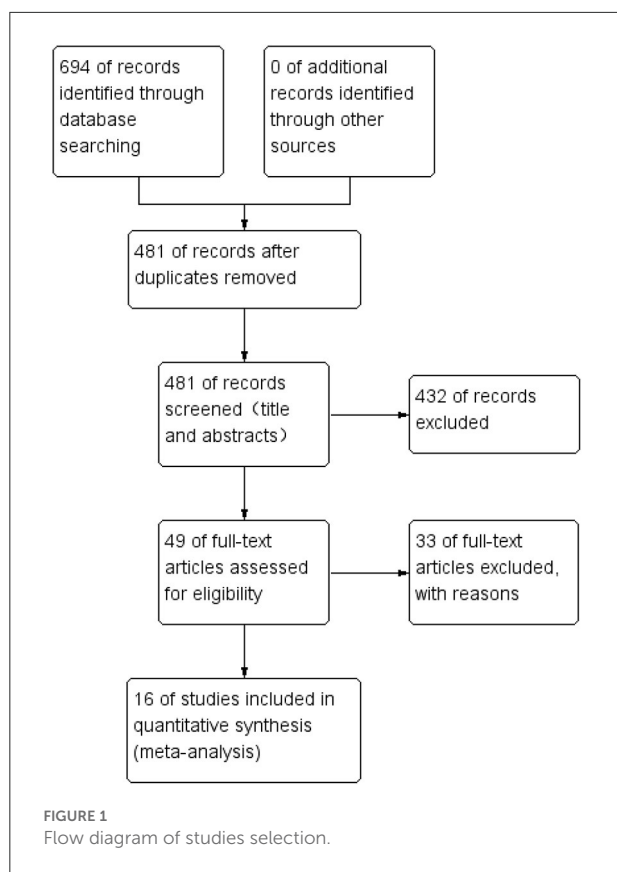 694 of records
identified through
database
searching
0 of additional
records identified
through other
sources
481 of records after
duplicates removed
481 of records
screened（title
and abstracts）
432 of records
excluded
49 of full-text
articles assessed
for eligibility
33 of full-text
articles excluded,
with reasons
16 of studies included in
quantitative synthesis
(meta-analysis)
FIGURE 1
Flow diagram of studies selection.